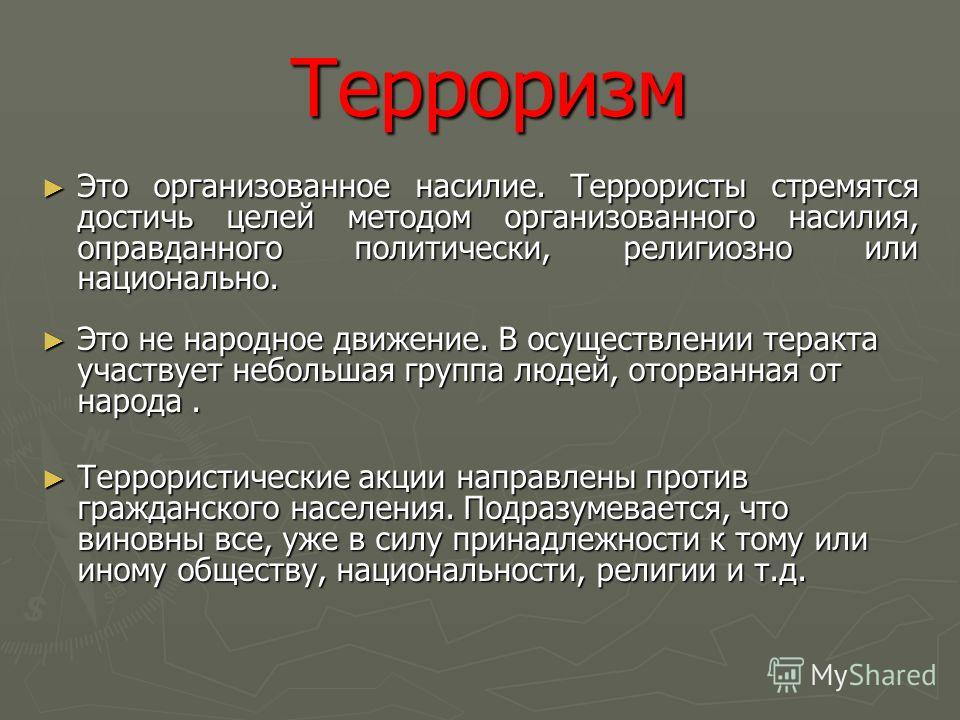 Терроризм
► Это организованное насилие. Террористы стремятся
достичь целей методом организованного насилия,
оправданного политически, религиозно или
национально.
► Это не народное движение. В осуществлении теракта
участвует небольшая группа людей, оторванная от
народа .
► Террористические акции направлены против
гражданского населения. Подразумевается, что
виновны все, уже в силу принадлежности к тому или
иному обществу, национальности, религии и т.д.
MyShared